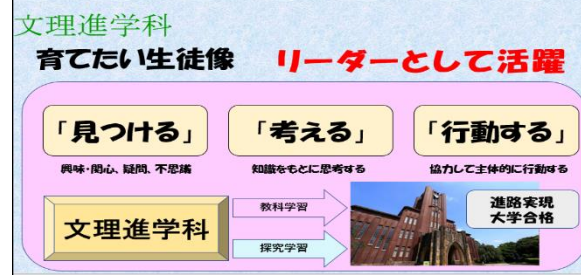 文理進学科
育てたい生徒像 リーダーとして活躍
「見つける」 「考える」 「行動する」
興味・関心、疑問、不思議 知識をもとに思考する 協力して主体的に行動する
文理進学科
教科学習
探究学習
進路実現
大学合格